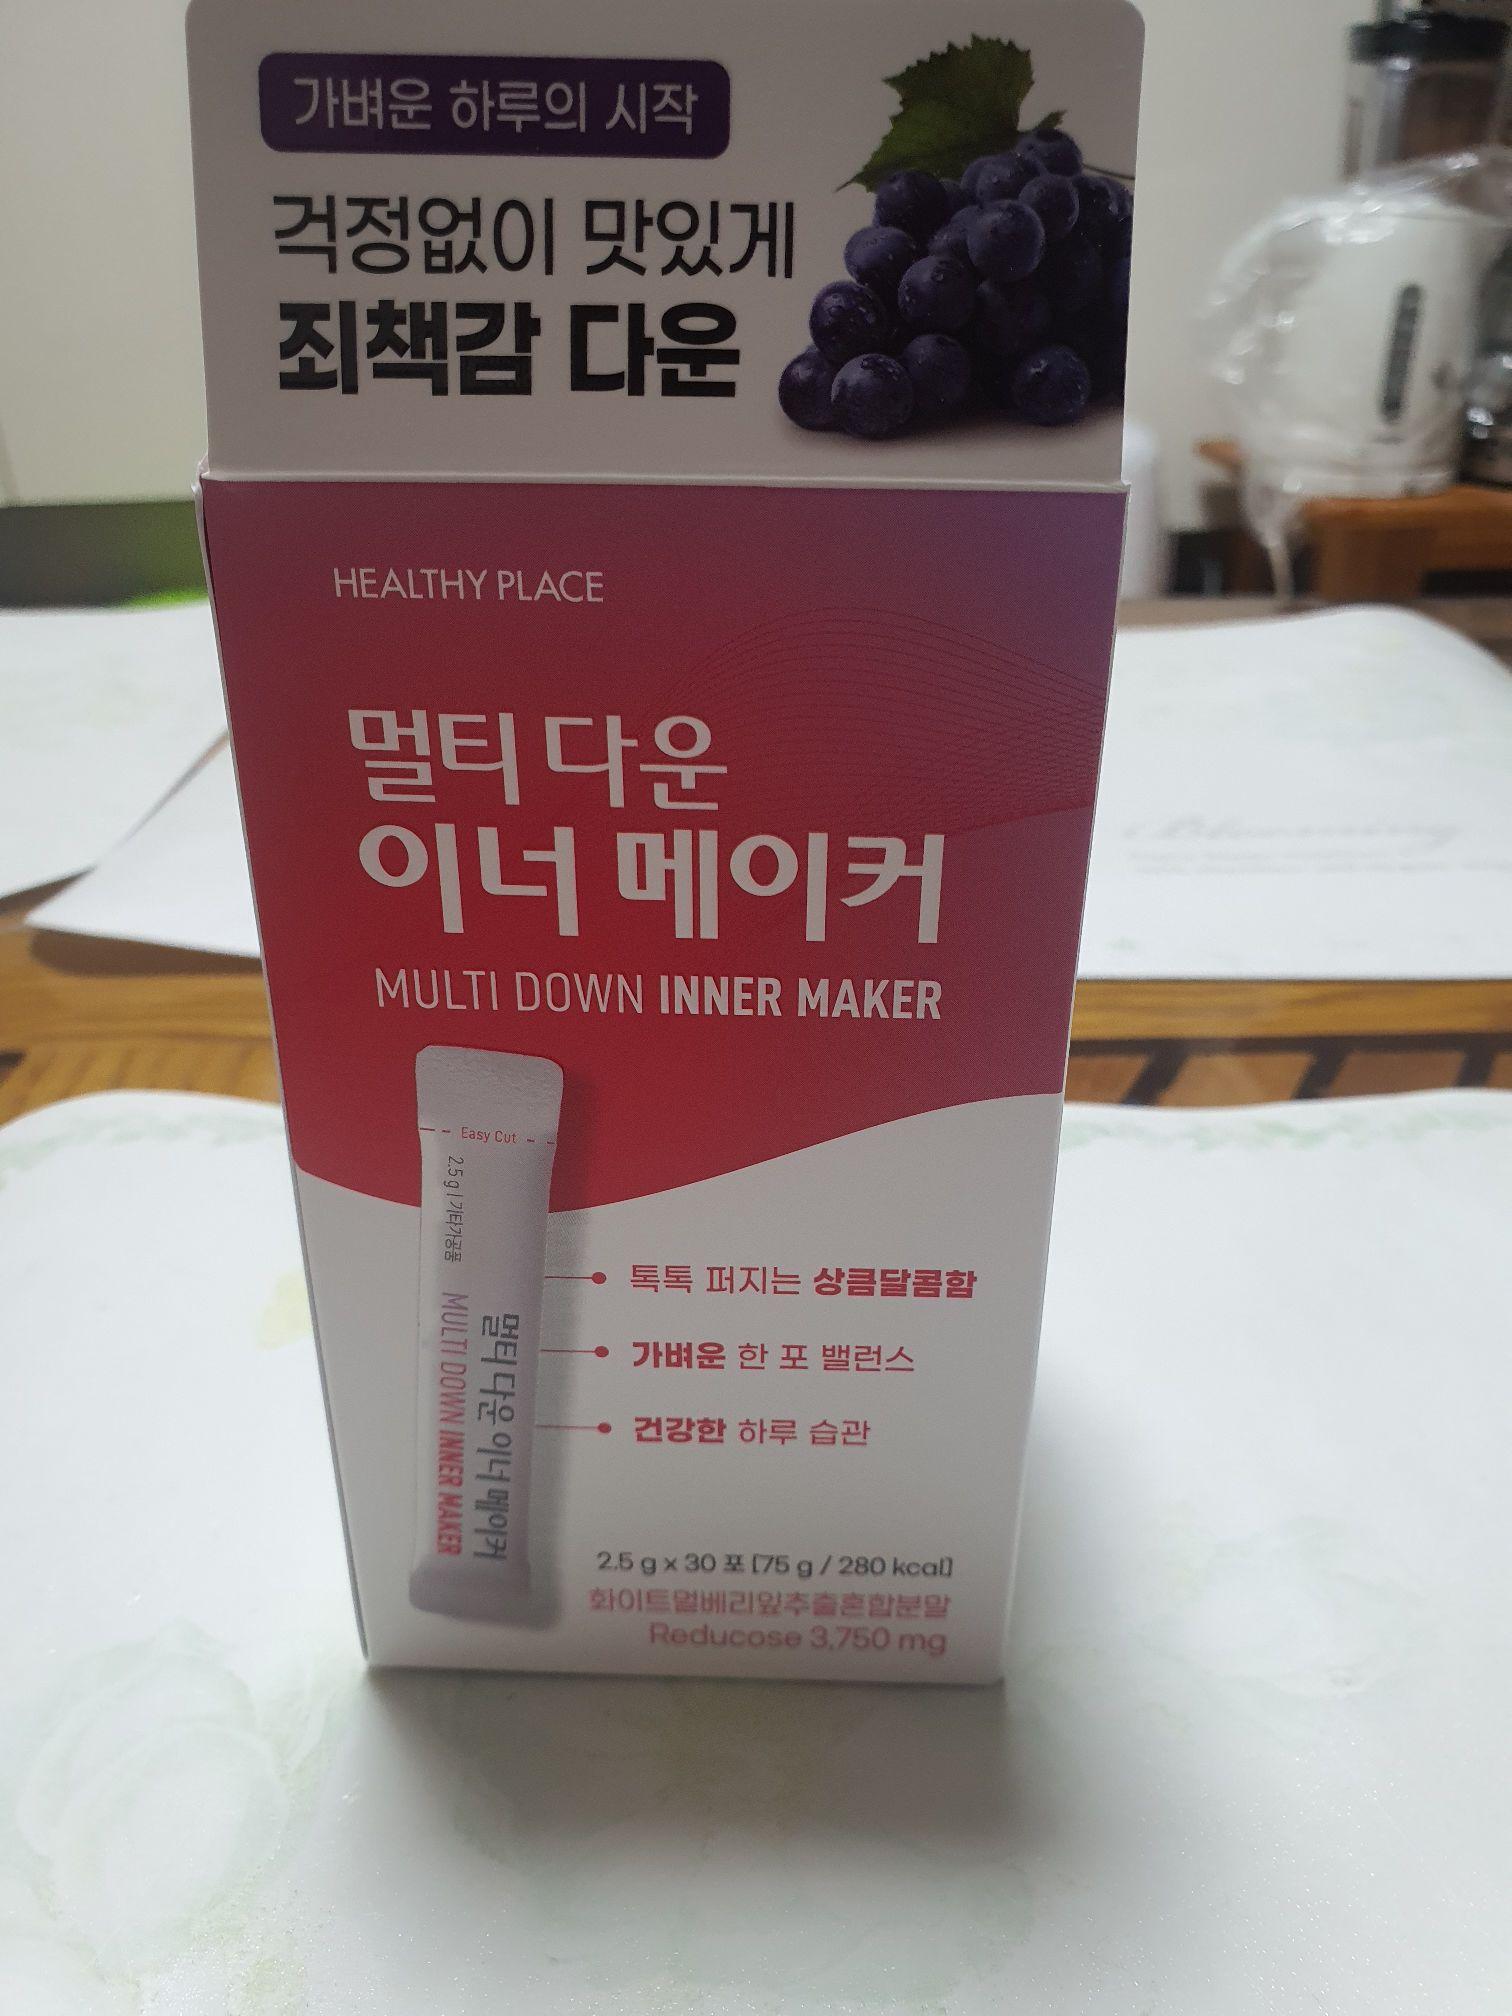 가벼운 하루의 시작
걱정없이 맛있게
죄책감 다운
HEALTHY PLACE
멀티 다운
이너 메이커
MULTI DOWN INNER MAKER
Easy Cut
2.5 g | 기타가공품
멀티 다운 이너 메이커
MULTI DOWN INNER MAKER
톡톡 퍼지는 상큼달콤함
가벼운 한 포 밸런스
건강한 하루 습관
2.5 g x 30 포 [75 g / 280 kcal]
화이트멀베리잎추출혼합분말
Reducose 3,750 mg